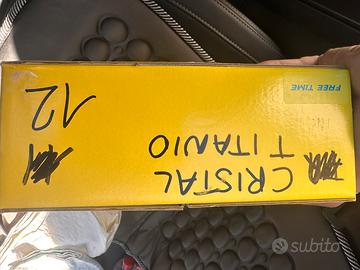 CRISTAL
TITANIO
12
FREE TIME
subito